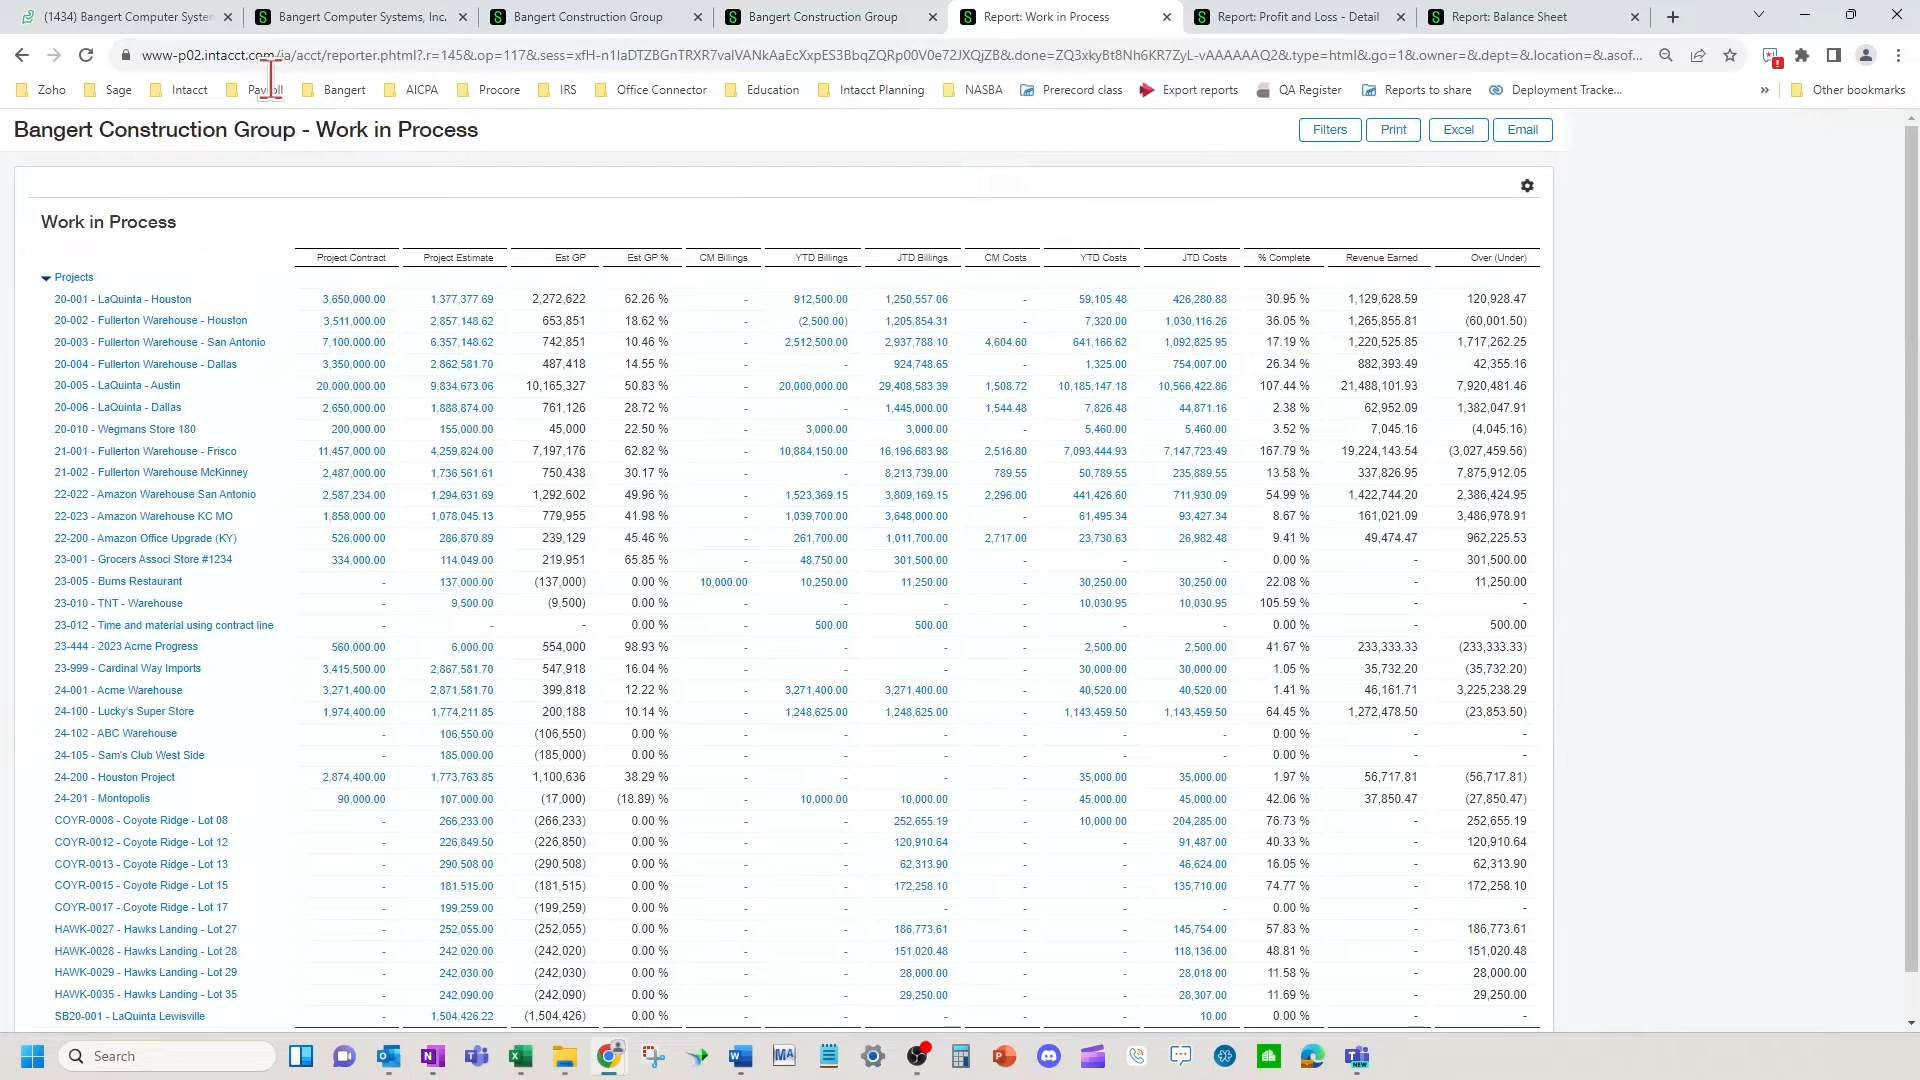 (1434) Bangert Computer System
Bangert Computer Systems, Inc.
Bangert Construction Group
Bangert Construction Group
Report: Work in Process
Report: Profit and Loss - Detail
Report: Balance Sheet
Zoho Sage Intacct Payroll Bangert AICPA Procore IRS Office Connector Education Intacct Planning NASBA Prerecord class Export reports QA Register Reports to share Deployment Tracke... Other bookmarks
Bangert Construction Group - Work in Process
Filters Print Excel Email
Work in Process
Project Contract Project Estimate Est GP Est GP % CM Billings YTD Billings JTD Billings CM Costs YTD Costs JTD Costs % Complete Revenue Earned Over (Under)
Projects
20-001 - LaQuinta - Houston 3,650,000.00 1,377,377.69 2,272,622 62.26 % - 912,500.00 1,250,557.06 - 59,105.48 426,280.88 30.95 % 1,129,628.59 120,928.47
20-002 - Fullerton Warehouse - Houston 3,511,000.00 2,857,148.62 653,851 18.62 % - (2,500.00) 1,205,854.31 - 7,320.00 1,030,116.26 36.05 % 1,265,855.81 (60,001.50)
20-003 - Fullerton Warehouse - San Antonio 7,100,000.00 6,357,148.62 742,851 10.46 % - 2,512,500.00 2,937,788.10 4,604.60 641,166.62 1,092,825.95 17.19 % 1,220,525.85 1,717,262.25
20-004 - Fullerton Warehouse - Dallas 3,350,000.00 2,862,581.70 487,418 14.55 % - - 924,748.65 - 1,325.00 754,007.00 26.34 % 882,393.49 42,355.16
20-005 - LaQuinta - Austin 20,000,000.00 9,834,673.06 10,165,327 50.83 % - 20,000,000.00 29,408,583.39 1,508.72 10,185,147.18 10,566,422.86 107.44 % 21,488,101.93 7,920,481.46
20-006 - LaQuinta - Dallas 2,650,000.00 1,888,874.00 761,126 28.72 % - - 1,445,000.00 1,544.48 7,826.48 44,871.16 2.38 % 62,952.09 1,382,047.91
20-010 - Wegmans Store 180 200,000.00 155,000.00 45,000 22.50 % - 3,000.00 3,000.00 - 5,460.00 5,460.00 3.52 % 7,045.16 (4,045.16)
21-001 - Fullerton Warehouse - Frisco 11,457,000.00 4,259,824.00 7,197,176 62.82 % - 10,884,150.00 16,196,683.98 2,516.80 7,093,444.93 7,147,723.49 167.79 % 19,224,143.54 (3,027,459.56)
21-002 - Fullerton Warehouse McKinney 2,487,000.00 1,736,561.61 750,438 30.17 % - - 8,213,739.00 789.55 50,789.55 235,889.55 13.58 % 337,826.95 7,875,912.05
22-022 - Amazon Warehouse San Antonio 2,587,234.00 1,294,631.69 1,292,602 49.96 % - 1,523,369.15 3,809,169.15 2,296.00 441,426.60 711,930.09 54.99 % 1,422,744.20 2,386,424.95
22-023 - Amazon Warehouse KC MO 1,858,000.00 1,078,045.13 779,955 41.98 % - 1,039,700.00 3,648,000.00 - 61,495.34 93,427.34 8.67 % 161,021.09 3,486,978.91
22-200 - Amazon Office Upgrade (KY) 526,000.00 286,870.89 239,129 45.46 % - 261,700.00 1,011,700.00 2,717.00 23,730.63 26,982.48 9.41 % 49,474.47 962,225.53
23-001 - Grocers Associ Store #1234 334,000.00 114,049.00 219,951 65.85 % - 48,750.00 301,500.00 - - - 0.00 % - 301,500.00
23-005 - Burns Restaurant - 137,000.00 (137,000) 0.00 % 10,000.00 10,250.00 11,250.00 - 30,250.00 30,250.00 22.08 % - 11,250.00
23-010 - TNT - Warehouse - 9,500.00 (9,500) 0.00 % - - - - 10,030.95 10,030.95 105.59 % - -
23-012 - Time and material using contract line - - - 0.00 % - 500.00 500.00 - - - 0.00 % - 500.00
23-444 - 2023 Acme Progress 560,000.00 6,000.00 554,000 98.93 % - - - - 2,500.00 2,500.00 41.67 % 233,333.33 (233,333.33)
23-999 - Cardinal Way Imports 3,415,500.00 2,867,581.70 547,918 16.04 % - - - - 30,000.00 30,000.00 1.05 % 35,732.20 (35,732.20)
24-001 - Acme Warehouse 3,271,400.00 2,871,581.70 399,818 12.22 % - 3,271,400.00 3,271,400.00 - 40,520.00 40,520.00 1.41 % 46,161.71 3,225,238.29
24-100 - Lucky's Super Store 1,974,400.00 1,774,211.85 200,188 10.14 % - 1,248,625.00 1,248,625.00 - 1,143,459.50 1,143,459.50 64.45 % 1,272,478.50 (23,853.50)
24-102 - ABC Warehouse - 106,550.00 (106,550) 0.00 % - - - - - - 0.00 % - -
24-105 - Sam's Club West Side - 185,000.00 (185,000) 0.00 % - - - - - - 0.00 % - -
24-200 - Houston Project 2,874,400.00 1,773,763.85 1,100,636 38.29 % - - - - 35,000.00 35,000.00 1.97 % 56,717.81 (56,717.81)
24-201 - Montopolis 90,000.00 107,000.00 (17,000) (18.89) % - 10,000.00 10,000.00 - 45,000.00 45,000.00 42.06 % 37,850.47 (27,850.47)
COYR-0008 - Coyote Ridge - Lot 08 - 266,233.00 (266,233) 0.00 % - - 252,655.19 - 10,000.00 204,285.00 76.73 % - 252,655.19
COYR-0012 - Coyote Ridge - Lot 12 - 226,849.50 (226,850) 0.00 % - - 120,910.64 - - 91,487.00 40.33 % - 120,910.64
COYR-0013 - Coyote Ridge - Lot 13 - 290,508.00 (290,508) 0.00 % - - 62,313.90 - - 46,624.00 16.05 % - 62,313.90
COYR-0015 - Coyote Ridge - Lot 15 - 181,515.00 (181,515) 0.00 % - - 172,258.10 - - 135,710.00 74.77 % - 172,258.10
COYR-0017 - Coyote Ridge - Lot 17 - 199,259.00 (199,259) 0.00 % - - - - - - 0.00 % - -
HAWK-0027 - Hawks Landing - Lot 27 - 252,055.00 (252,055) 0.00 % - - 186,773.61 - - 145,754.00 57.83 % - 186,773.61
HAWK-0028 - Hawks Landing - Lot 28 - 242,020.00 (242,020) 0.00 % - - 151,020.48 - - 118,136.00 48.81 % - 151,020.48
HAWK-0029 - Hawks Landing - Lot 29 - 242,030.00 (242,030) 0.00 % - - 28,000.00 - - 28,018.00 11.58 % - 28,000.00
HAWK-0035 - Hawks Landing - Lot 35 - 242,090.00 (242,090) 0.00 % - - 29,250.00 - - 28,307.00 11.69 % - 29,250.00
SB20-001 - LaQuinta Lewisville - 1,504,426.22 (1,504,426) 0.00 % - - - - - 10.00 0.00 % - -
Search